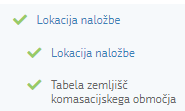 Lokacija naložbe
Lokacija naložbe
Tabela zemljišč
komasacijskega območja